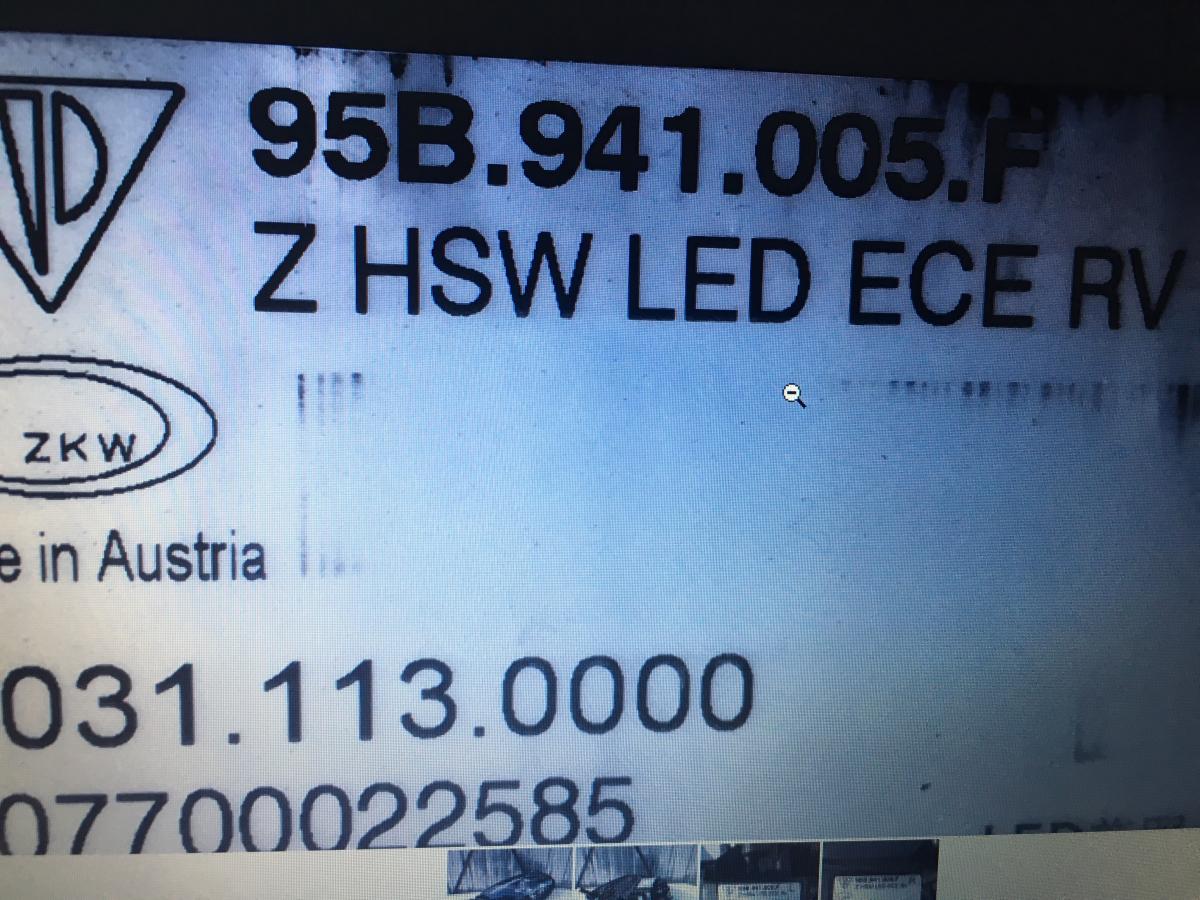 95B.941.005.F
Z HSW LED ECE RV
ZKW
e in Austria
031.113.0000
07700022585